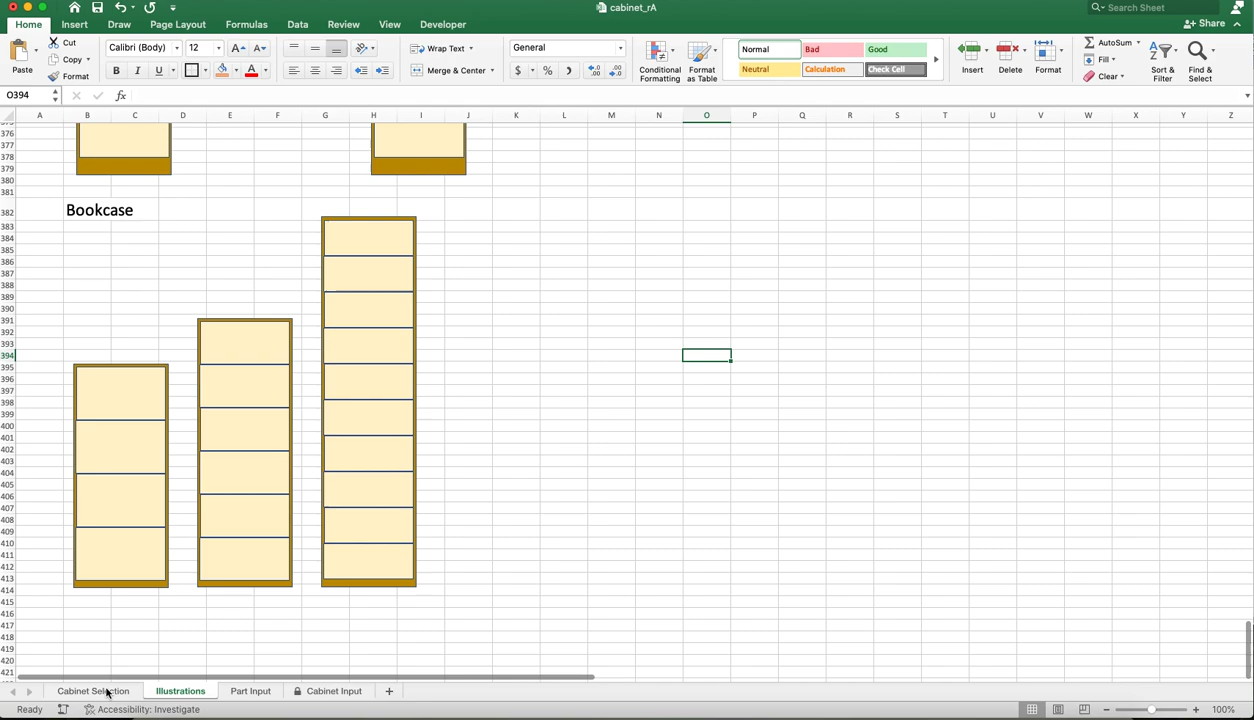 cabinet_rA
Search Sheet
Home Insert Draw Page Layout Formulas Data Review View Developer
Share
Paste
Cut
Copy
Format
Calibri (Body) 12
B I U
Wrap Text
Merge & Center
General
$ % )
Conditional Formatting
Format as Table
Normal Bad Good
Neutral Calculation Check Cell
Insert Delete Format
AutoSum
Fill
Clear
Sort & Filter
Find & Select
O394
fx
A B C D E F G H I J K L M N O P Q R S T U V W X Y Z
376
377
378
379
380
381
382 Bookcase
383
384
385
386
387
388
389
390
391
392
393
394
395
396
397
398
399
400
401
402
403
404
405
406
407
408
409
410
411
412
413
414
415
416
417
418
419
420
421
Cabinet Selection Illustrations Part Input Cabinet Input +
Ready Accessibility: Investigate 100%